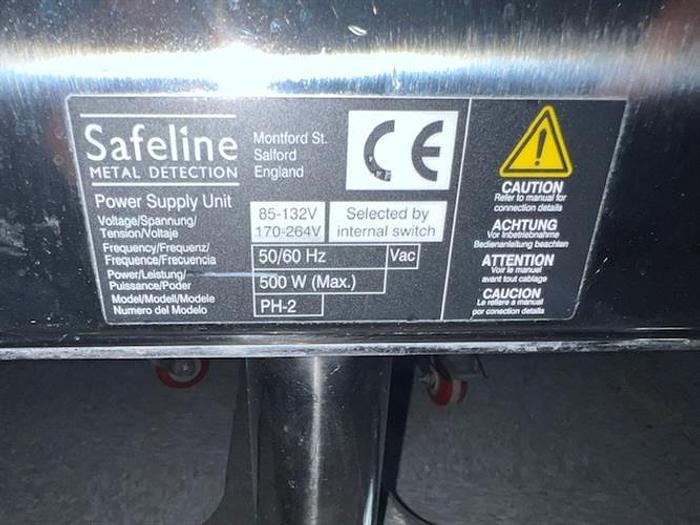 Safeline
METAL DETECTION
Montford St.
Salford
England
CE
Power Supply Unit
Voltage/Spannung/
Tension/Voltaje
85-132V
170-264V
Selected by
internal switch
Frequency/Frequenz/
Frequence/Frecuencia
50/60 Hz
Vac
Power/Leistung/
Puissance/Poder
500 W (Max.)
Model/Modell/Modele
Numero del Modelo
PH-2
CAUTION
Refer to manual for
connection details
ACHTUNG
Vor Inbetriebnahme
Bedienanleitung beachten
ATTENTION
Voir le manuel
avant tout cablage
CAUCION
Le refiere a manual
por conection details